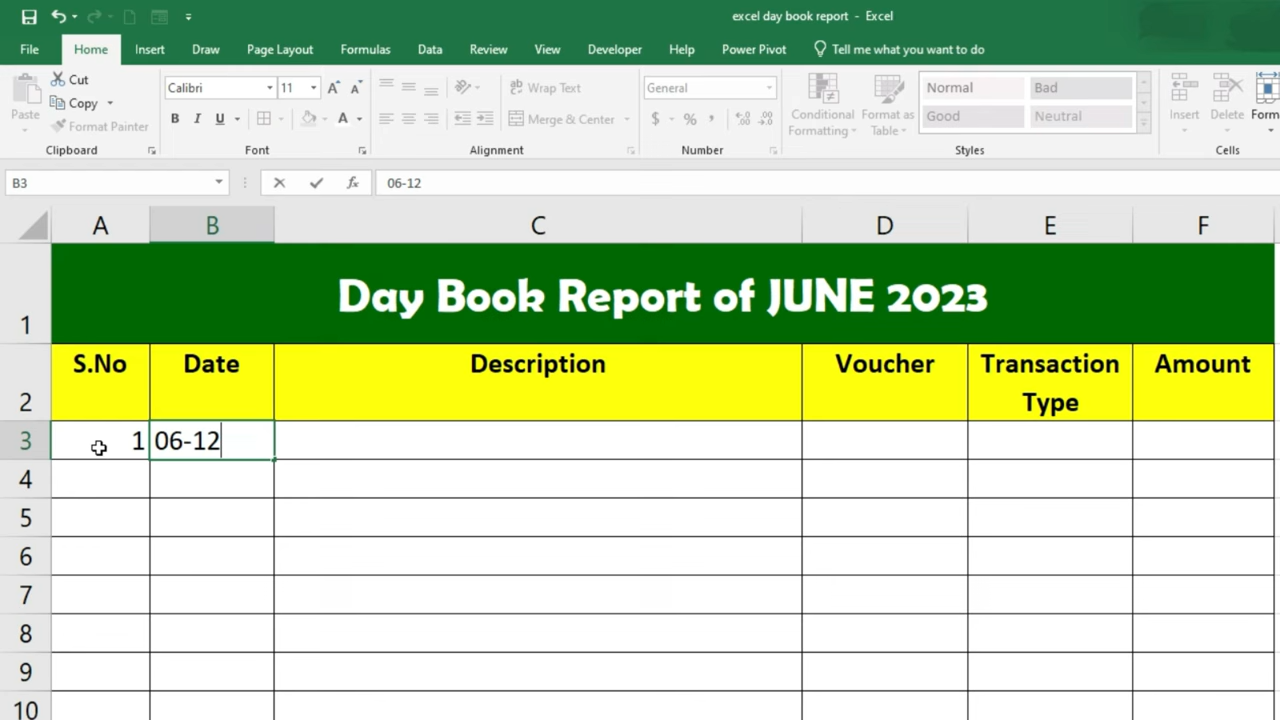 excel day book report - Excel
File Home Insert Draw Page Layout Formulas Data Review View Developer Help Power Pivot Tell me what you want to do
Paste
Cut
Copy
Format Painter
Clipboard
Calibri 11 A A
B I U A
Font
Wrap Text
Merge & Center
Alignment
General
$ % ,
Number
Conditional Formatting
Format as Table
Normal Bad
Good Neutral
Styles
Insert Delete Form
Cells
B3 fx 06-12
A B C D E F
1 Day Book Report of JUNE 2023
2 S.No Date Description Voucher Transaction Type Amount
3 1 06-12
4
5
6
7
8
9
10